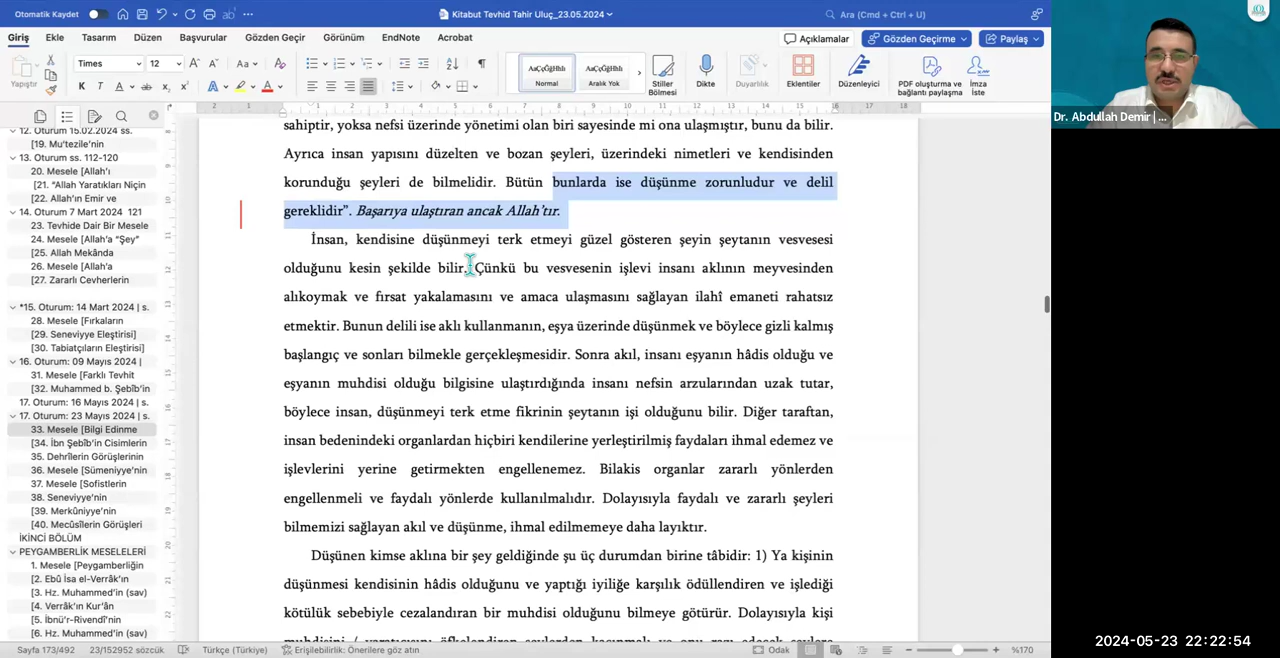 Otomatik Kaydet
Kitabut Tevhid Tahir Uluç_23.05.2024
Ara (Cmd + Ctrl + U)
Giriş Ekle Tasarım Düzen Başvurular Gözden Geçir Görünüm EndNote Acrobat
Açıklamalar Gözden Geçirme Paylaş
Yapıştır
Times 12
K T A ab x x
AaÇçĞğHh AaÇçĞğHh
Normal Aralık Yok
Stiller Bölmesi
Dikte
Duyarlılık
Eklentiler
Düzenleyici
PDF oluşturma ve bağlantı paylaşma
İmza İste
12. Oturum 15.02.2024 ss.
[19. Mu'tezile'nin
13. Oturum ss. 112-120
20. Mesele [Allah'ı
[21. “Allah Yaratıkları Niçin
[22. Allah'ın Emir ve
14. Oturum 7 Mart 2024 121
23. Tevhide Dair Bir Mesele
24. Mesele [Allah'a “Şey”
[25. Allah Mekânda
26. Mesele [Allah'a
[27. Zararlı Cevherlerin
*15. Oturum: 14 Mart 2024 | s.
28. Mesele [Fırkaların
[29. Seneviyye Eleştirisi]
[30. Tabiatçıların Eleştirisi]
16. Oturum: 09 Mayıs 2024 |
31. Mesele [Farklı Tevhit
[32. Muhammed b. Şebîb'in
17. Oturum: 16 Mayıs 2024 |
17. Oturum: 23 Mayıs 2024 | s.
33. Mesele [Bilgi Edinme
[34. İbn Şebîb'in Cisimlerin
35. Dehrîlerin Görüşlerinin
36. Mesele [Sümeniyye'nin
37. Mesele [Sofistlerin
38. Seneviyye'nin
[39. Merkûniyye'nin
[40. Mecûsîlerin Görüşleri
İKİNCİ BÖLÜM
PEYGAMBERLİK MESELELERİ
1. Mesele [Peygamberliğin
[2. Ebû İsa el-Verrâk'ın
[3. Hz. Muhammed'in (sav)
[4. Verrâk'ın Kur'ân
[5. İbnü'r-Rivendî'nin
[6. Hz. Muhammed'in (sav)
sahiptir, yoksa nefsi üzerinde yönetimi olan biri sayesinde mi ona ulaşmıştır, bunu da bilir.
Ayrıca insan yapısını düzelten ve bozan şeyleri, üzerindeki nimetleri ve kendisinden
korunduğu şeyleri de bilmelidir. Bütün bunlarda ise düşünme zorunludur ve delil
gereklidir”. Başarıya ulaştıran ancak Allah'tır.
İnsan, kendisine düşünmeyi terk etmeyi güzel gösteren şeyin şeytanın vesvesesi
olduğunu kesin şekilde bilir. Çünkü bu vesvesenin işlevi insanı aklının meyvesinden
alıkoymak ve fırsat yakalamasını ve amaca ulaşmasını sağlayan ilahî emaneti rahatsız
etmektir. Bunun delili ise aklı kullanmanın, eşya üzerinde düşünmek ve böylece gizli kalmış
başlangıç ve sonları bilmekle gerçekleşmesidir. Sonra akıl, insanı eşyanın hâdis olduğu ve
eşyanın muhdisi olduğu bilgisine ulaştırdığında insanı nefsin arzularından uzak tutar,
böylece insan, düşünmeyi terk etme fikrinin şeytanın işi olduğunu bilir. Diğer taraftan,
insan bedenindeki organlardan hiçbiri kendilerine yerleştirilmiş faydaları ihmal edemez ve
işlevlerini yerine getirmekten engellenemez. Bilakis organlar zararlı yönlerden
engellenmeli ve faydalı yönlerde kullanılmalıdır. Dolayısıyla faydalı ve zararlı şeyleri
bilmemizi sağlayan akıl ve düşünme, ihmal edilmemeye daha layıktır.
Düşünen kimse aklına bir şey geldiğinde şu üç durumdan birine tâbidir: 1) Ya kişinin
düşünmesi kendisinin hâdis olduğunu ve yaptığı iyiliğe karşılık ödüllendiren ve işlediği
kötülük sebebiyle cezalandıran bir muhdisi olduğunu bilmeye götürür. Dolayısıyla kişi
muhdisini / yaratıcısını öfkelendiren şeylerden kaçınmalı ve onu razı edecek şeylere
Dr. Abdullah Demir | ...
Sayfa 173/492 23/152952 sözcük Türkçe (Türkiye) Erişilebilirlik: Önerilere göz atın Odak %170
2024-05-23 22:22:54